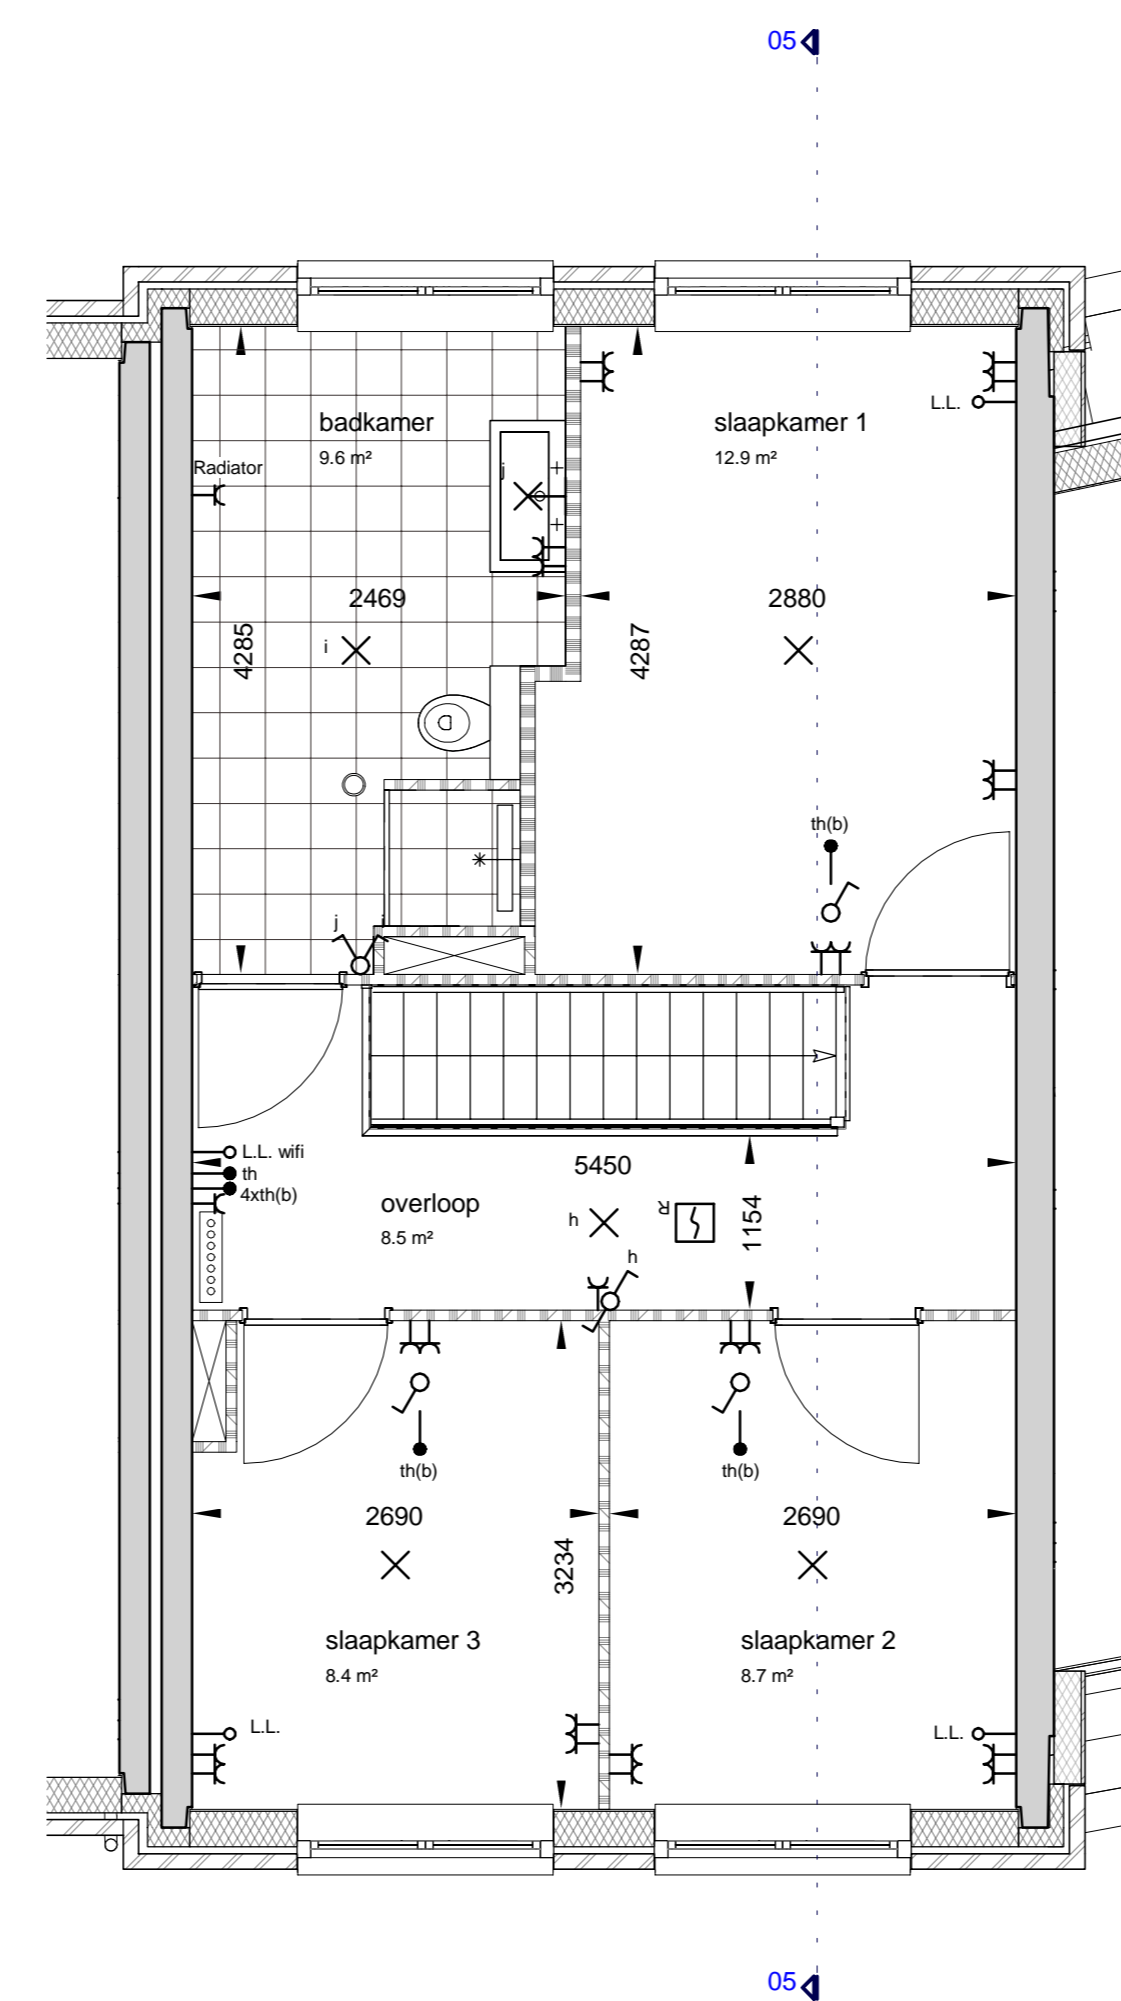 05
badkamer
9.6 m²
slaapkamer 1
12.9 m²
L.L.
Radiator
j
2469
2880
4285
4287
i
th(b)
j
i
L.L. wifi
th
4xth(b)
5450
overloop
8.5 m²
h
R
1154
h
th(b)
th(b)
2690
2690
3234
slaapkamer 3
8.4 m²
slaapkamer 2
8.7 m²
L.L.
L.L.
05